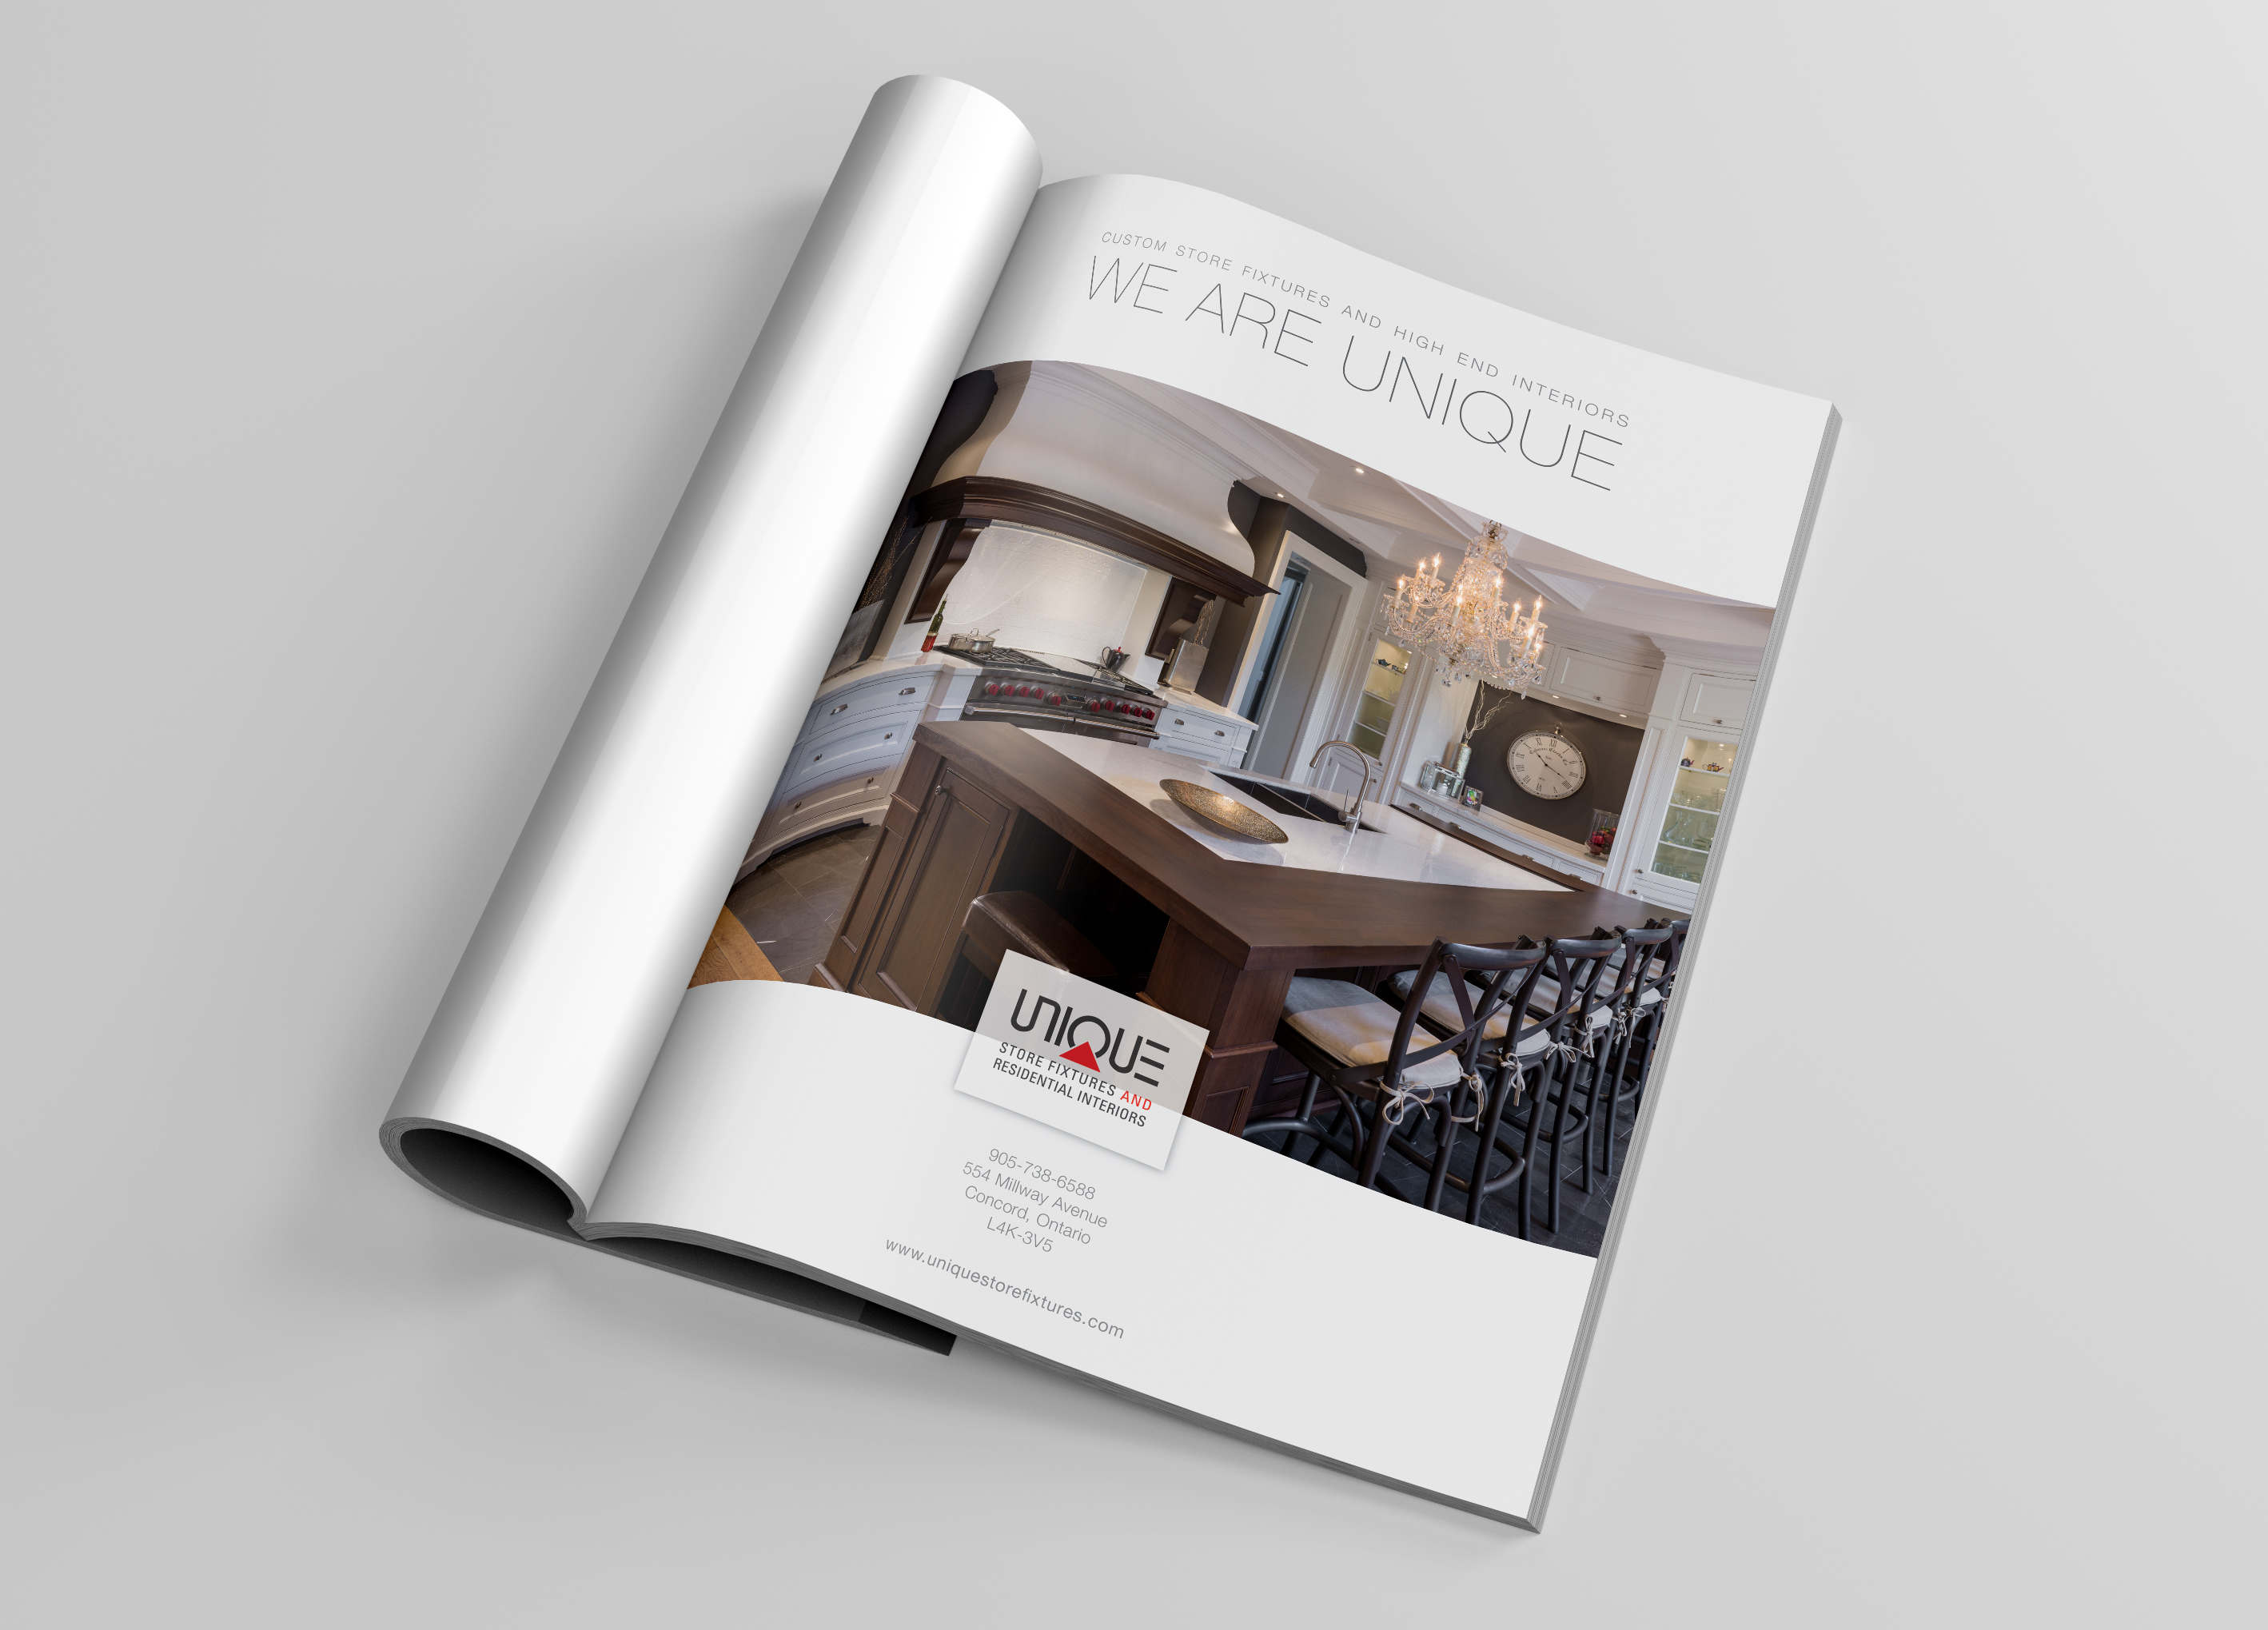 CUSTOM STORE FIXTURES AND HIGH END INTERIORS
WE ARE UNIQUE
UNIQUE
STORE FIXTURES AND
RESIDENTIAL INTERIORS
905-738-6588
554 Millway Avenue
Concord, Ontario
L4K-3V5
www.uniquestorefixtures.com